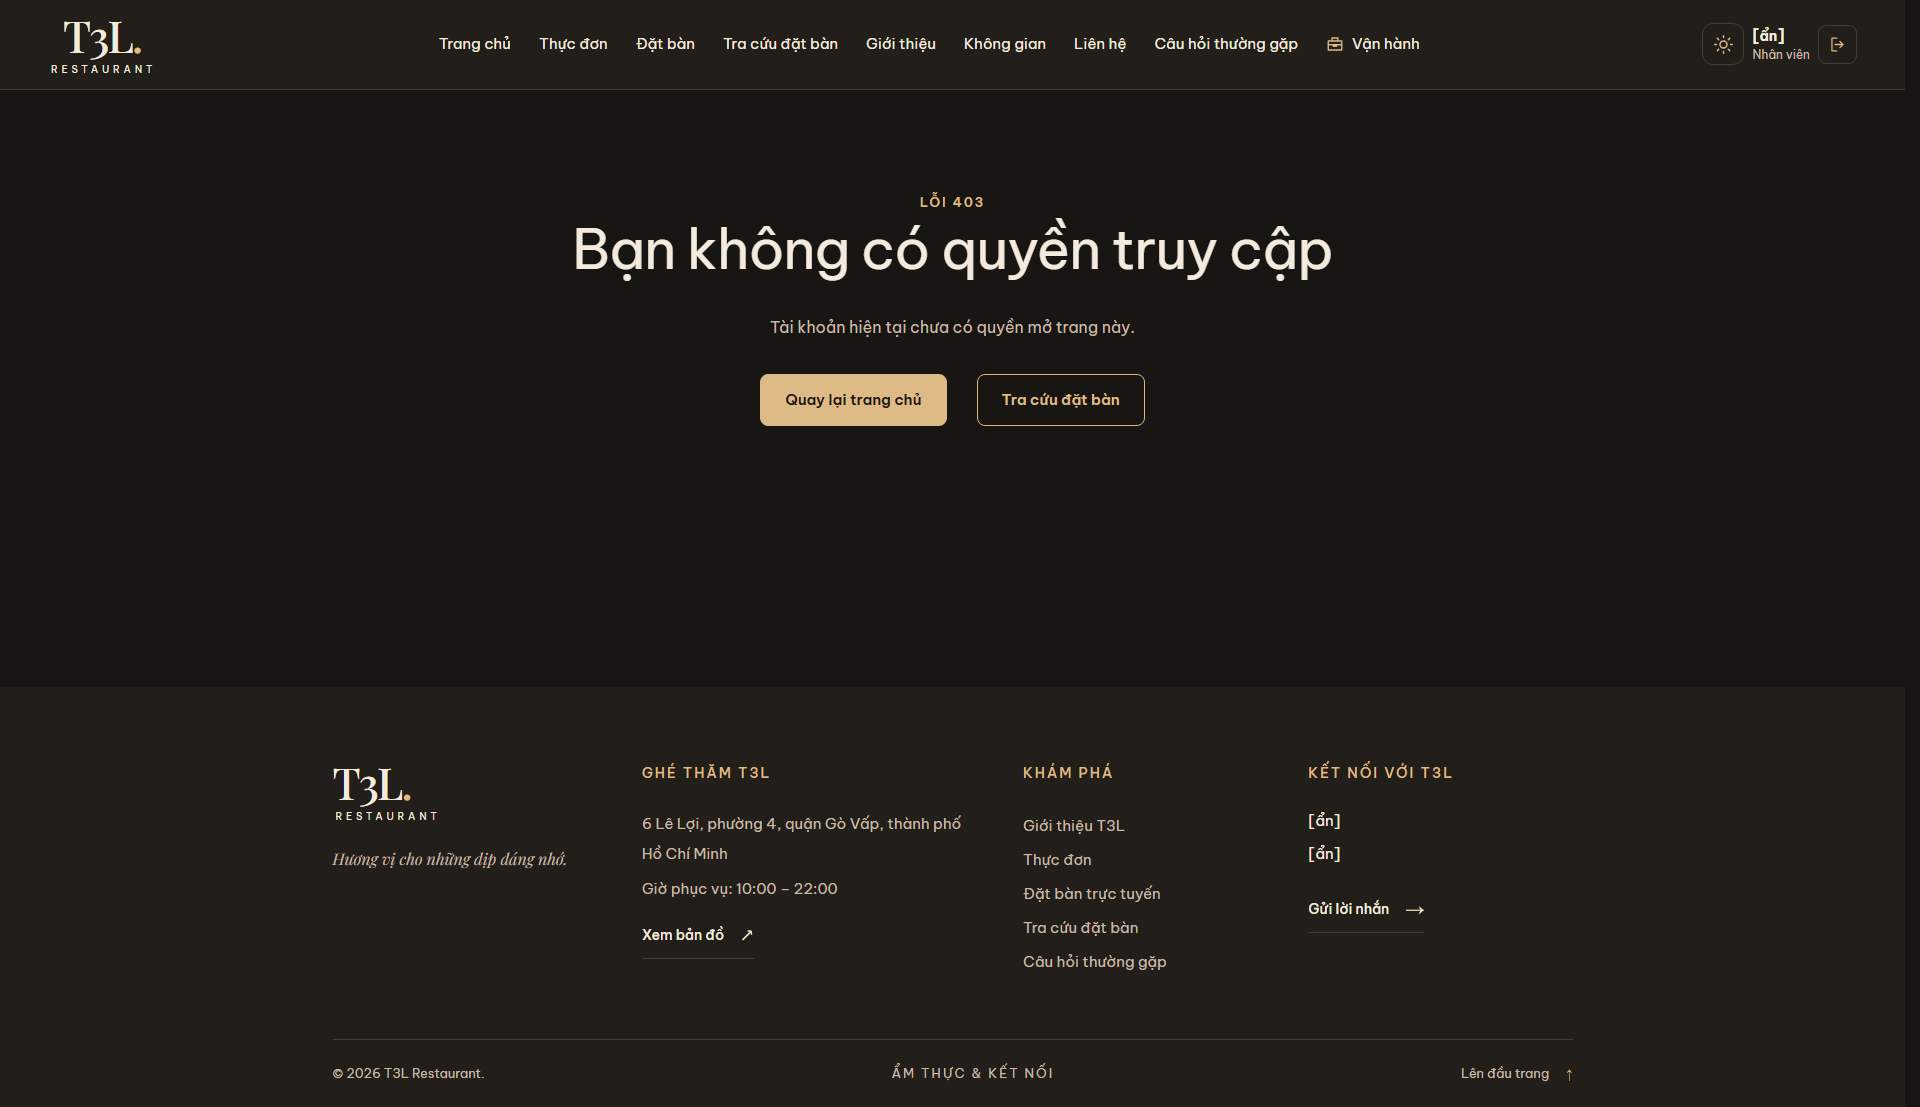 T3L.
RESTAURANT
Trang chủ
Thực đơn
Đặt bàn
Tra cứu đặt bàn
Giới thiệu
Không gian
Liên hệ
Câu hỏi thường gặp
Vận hành
[ẩn]
Nhân viên
LỖI 403
Bạn không có quyền truy cập
Tài khoản hiện tại chưa có quyền mở trang này.
Quay lại trang chủ
Tra cứu đặt bàn
T3L.
RESTAURANT
Hương vị cho những dịp đáng nhớ.
GHÉ THĂM T3L
6 Lê Lợi, phường 4, quận Gò Vấp, thành phố
Hồ Chí Minh
Giờ phục vụ: 10:00 – 22:00
Xem bản đồ ↗
KHÁM PHÁ
Giới thiệu T3L
Thực đơn
Đặt bàn trực tuyến
Tra cứu đặt bàn
Câu hỏi thường gặp
KẾT NỐI VỚI T3L
[ẩn]
[ẩn]
Gửi lời nhắn →
© 2026 T3L Restaurant.
ẨM THỰC & KẾT NỐI
Lên đầu trang ↑